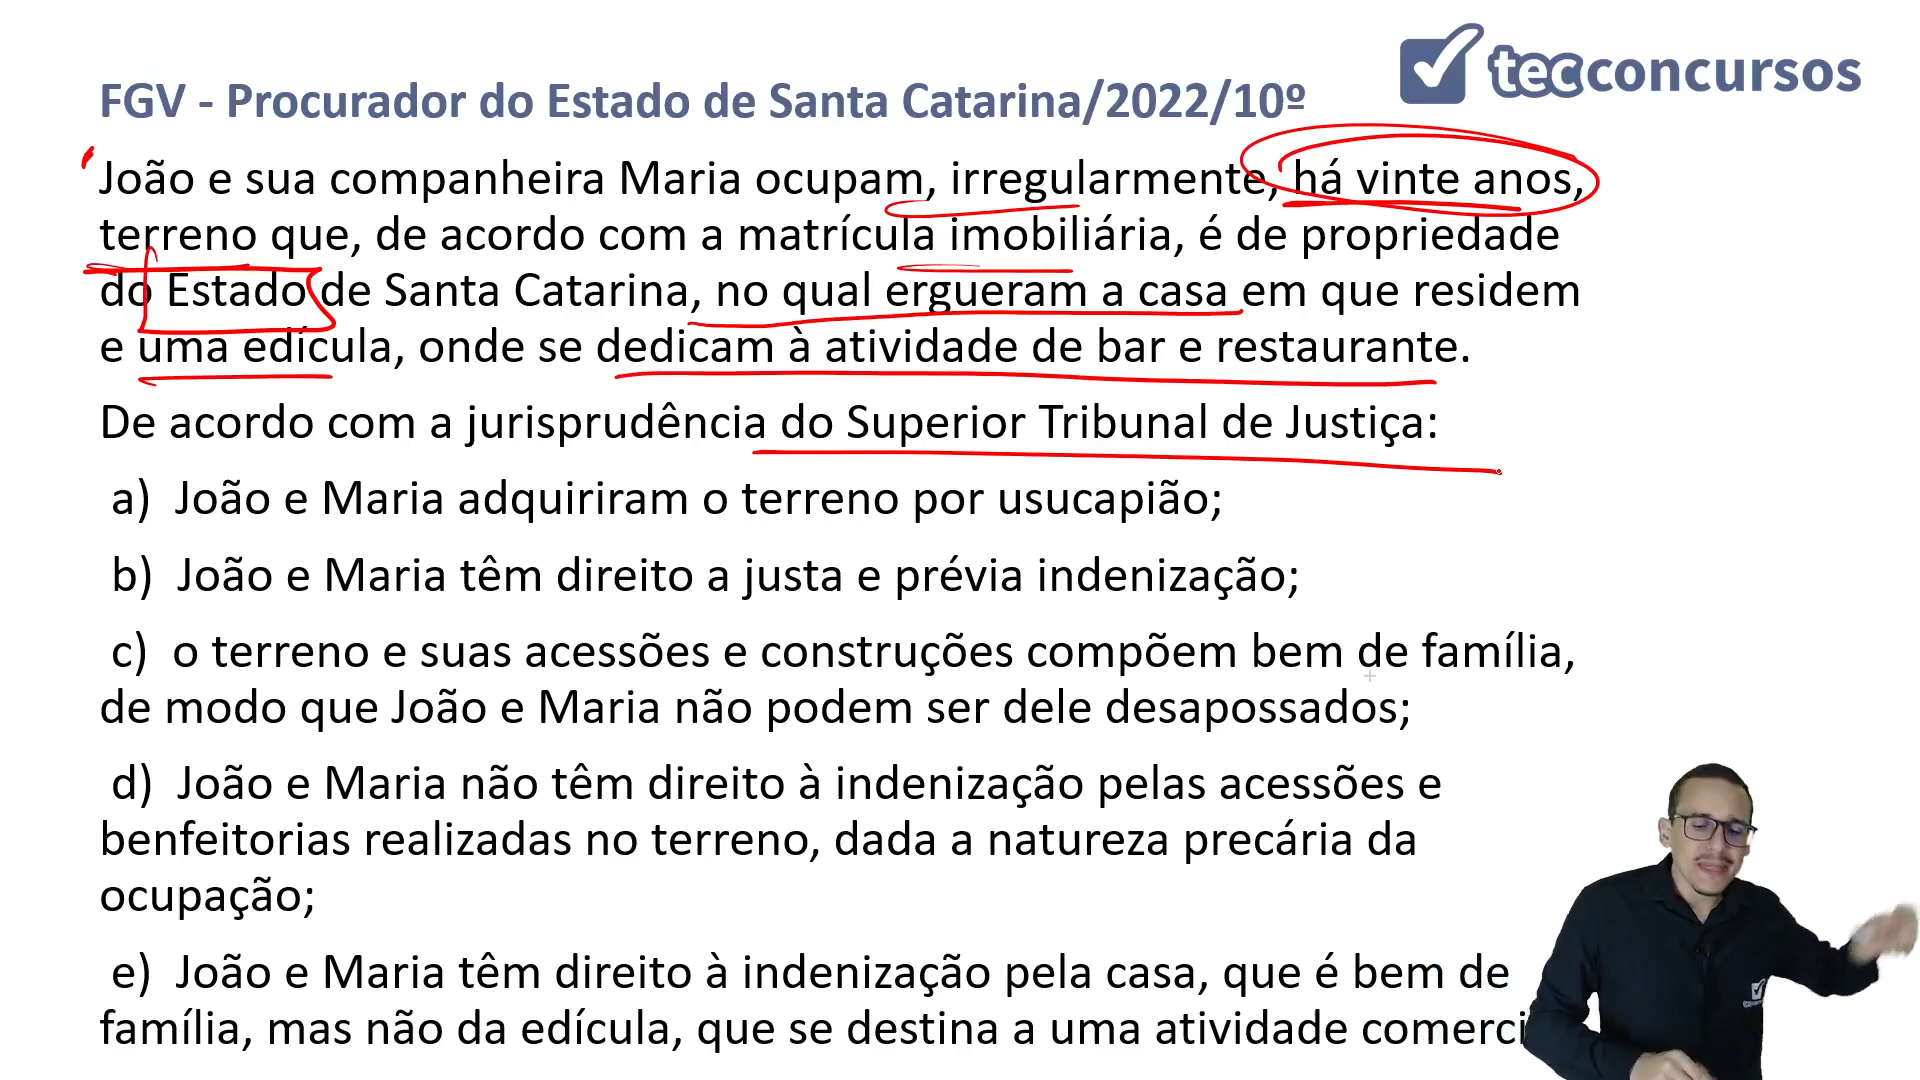 tecconcursos
FGV - Procurador do Estado de Santa Catarina/2022/10º
João e sua companheira Maria ocupam, irregularmente, há vinte anos,
terreno que, de acordo com a matrícula imobiliária, é de propriedade
do Estado de Santa Catarina, no qual ergueram a casa em que residem
e uma edícula, onde se dedicam à atividade de bar e restaurante.
De acordo com a jurisprudência do Superior Tribunal de Justiça:
a) João e Maria adquiriram o terreno por usucapião;
b) João e Maria têm direito a justa e prévia indenização;
c) o terreno e suas acessões e construções compõem bem de família,
de modo que João e Maria não podem ser dele desapossados;
d) João e Maria não têm direito à indenização pelas acessões e
benfeitorias realizadas no terreno, dada a natureza precária da
ocupação;
e) João e Maria têm direito à indenização pela casa, que é bem de
família, mas não da edícula, que se destina a uma atividade comerci